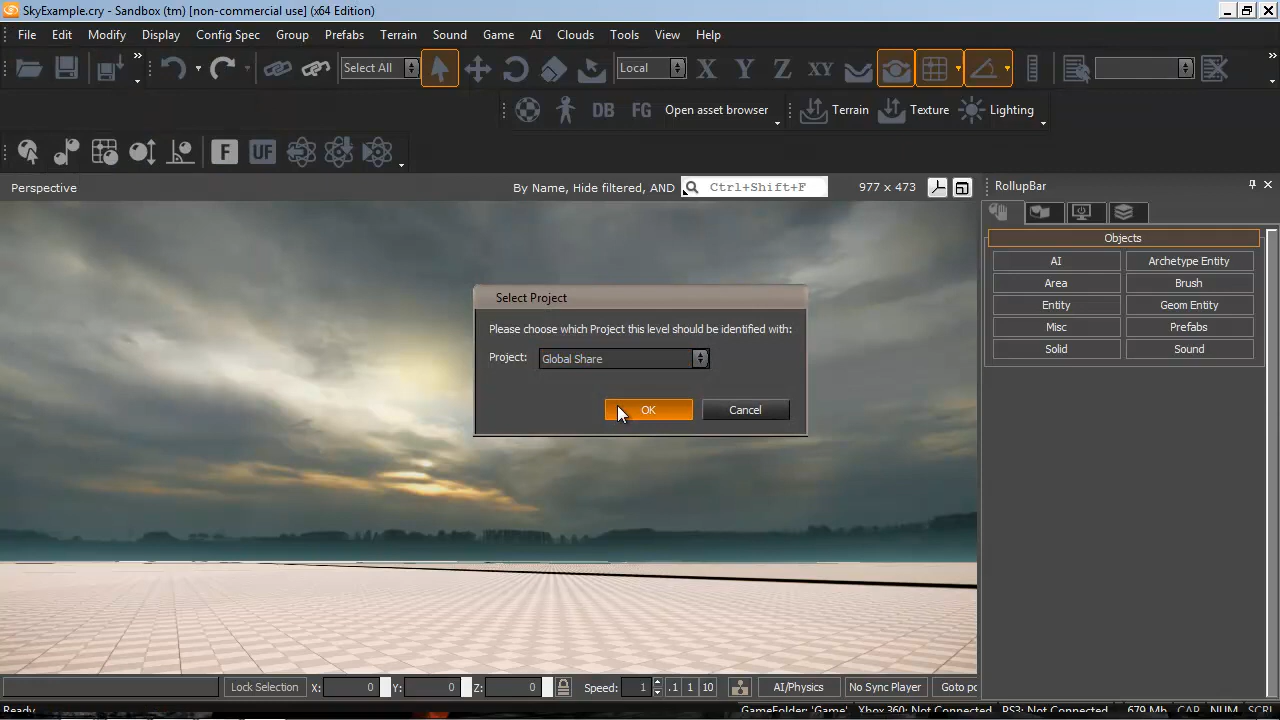 SkyExample.cry - Sandbox (tm) [non-commercial use] (x64 Edition)
File Edit Modify Display Config Spec Group Prefabs Terrain Sound Game AI Clouds Tools View Help
Select All Local X Y Z XY
DB FG Open asset browser Terrain Texture Lighting
F UF
Perspective By Name, Hide filtered, AND Ctrl+Shift+F 977 x 473 RollupBar
Objects
AI Archetype Entity
Area Brush
Entity Geom Entity
Misc Prefabs
Solid Sound
Select Project
Please choose which Project this level should be identified with:
Project: Global Share
OK Cancel
Lock Selection X: 0 Y: 0 Z: 0 Speed: 1 .1 1 10 AI/Physics No Sync Player Goto po
Ready GameFolder: 'Game' Xbox 360: Not Connected PS3: Not Connected 679 Mb CAP NUM SCRL